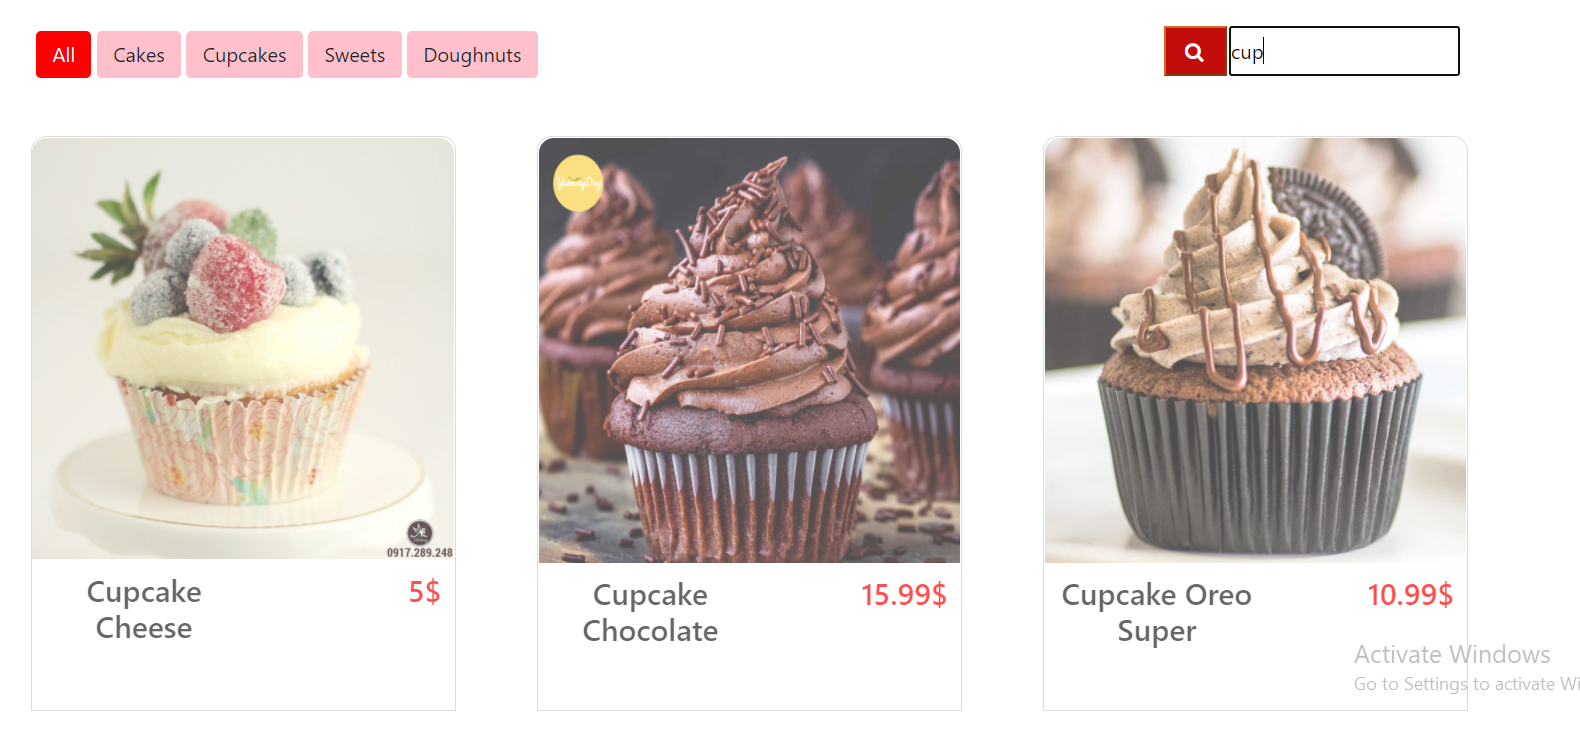 All
Cakes
Cupcakes
Sweets
Doughnuts
cup
YummyDay
0917.289.248
Cupcake
Cheese
5$
Cupcake
Chocolate
15.99$
Cupcake Oreo
Super
10.99$
Activate Windows
Go to Settings to activate Wi